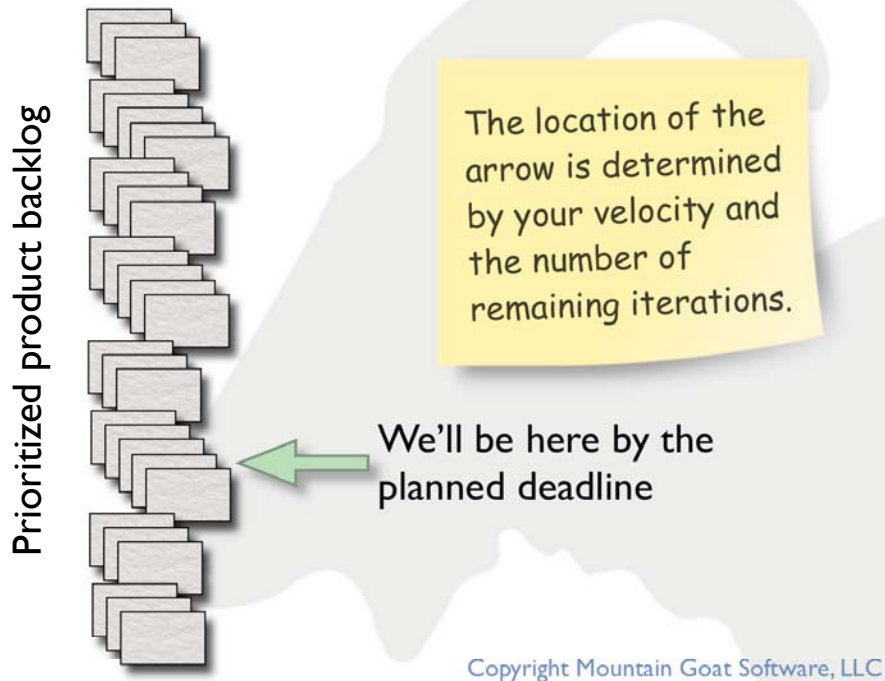 Prioritized product backlog
The location of the
arrow is determined
by your velocity and
the number of
remaining iterations.
We'll be here by the
planned deadline
Copyright Mountain Goat Software, LLC